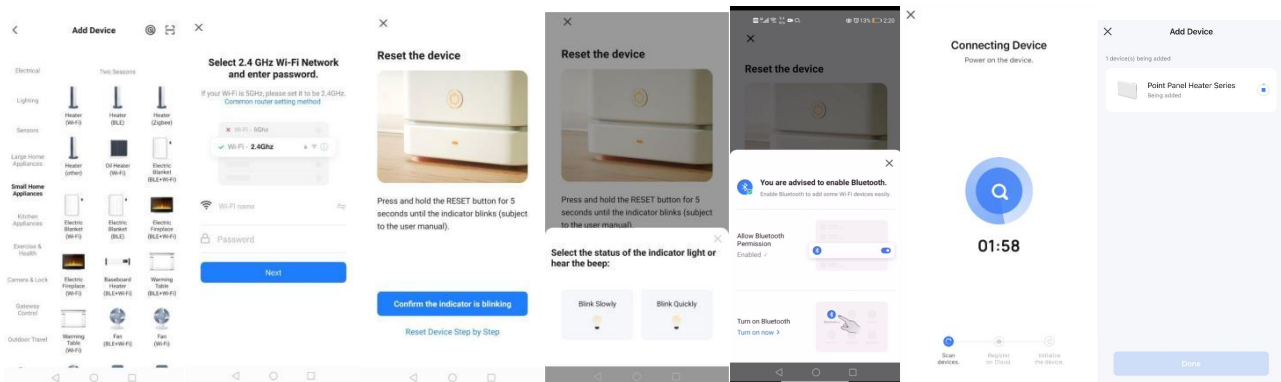 Add Device
Electrical
Lighting
Sensors
Large Home
Appliances
Small Home
Appliances
Kitchen
Appliances
Exercise &
Health
Camera & Lock
Gateway
Control
Outdoor Travel
Two Seasons
Heater
(Wi-Fi)
Heater
(BLE)
Heater
(Zigbee)
Heater
(other)
Oil Heater
(Wi-Fi)
Electric
Blanket
(BLE+Wi-Fi)
Electric
Blanket
(Wi-Fi)
Electric
Blanket
(BLE)
Electric
Fireplace
(BLE+Wi-Fi)
Electric
Fireplace
(Wi-Fi)
Baseboard
Heater
(BLE+Wi-Fi)
Warming
Table
(BLE+Wi-Fi)
Warming
Table
(Wi-Fi)
Fan
(BLE+Wi-Fi)
Fan
(Wi-Fi)
Select 2.4 GHz Wi-Fi Network
and enter password.
If your Wi-Fi is 5GHz, please set it to be 2.4GHz.
Common router setting method
Wi-Fi - 5Ghz
Wi-Fi - 2.4Ghz
Wi-Fi name
Password
Next
Reset the device
Press and hold the RESET button for 5
seconds until the indicator blinks (subject
to the user manual).
Confirm the indicator is blinking
Reset Device Step by Step
Reset the device
Press and hold the RESET button for 5
seconds until the indicator blinks (subject
to the user manual).
Select the status of the indicator light or
hear the beep:
Blink Slowly
Blink Quickly
13% 2:20
Reset the device
You are advised to enable Bluetooth.
Enable Bluetooth to add some Wi-Fi devices easily.
Allow Bluetooth
Permission
Enabled
Turn on Bluetooth
Turn on now >
Connecting Device
Power on the device.
01:58
Scan
devices.
Register
on Cloud
Initialize
the device.
Add Device
1 device(s) being added
Point Panel Heater Series
Being added
Done